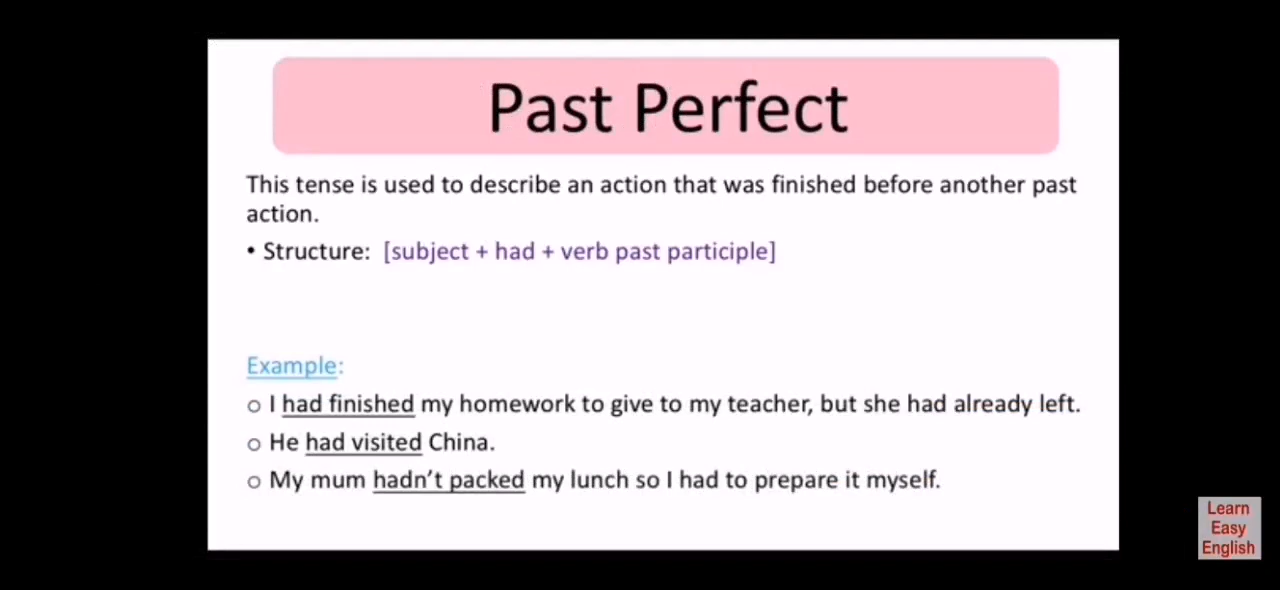 Past Perfect
This tense is used to describe an action that was finished before another past
action.
• Structure: [subject + had + verb past participle]
Example:
o I had finished my homework to give to my teacher, but she had already left.
o He had visited China.
o My mum hadn't packed my lunch so I had to prepare it myself.
Learn
Easy
English